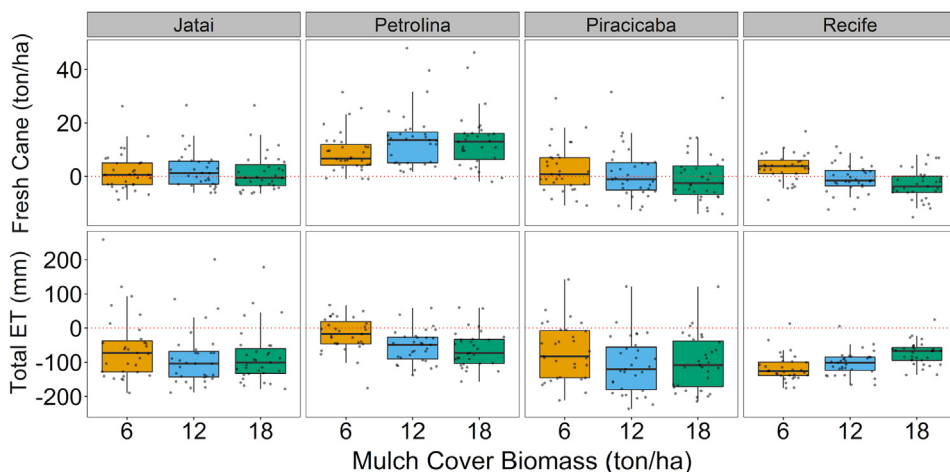 Jatai Petrolina Piracicaba Recife
Fresh Cane (ton/ha)
40
20
0
Total ET (mm)
200
100
0
-100
-200
6 12 18 6 12 18 6 12 18 6 12 18
Mulch Cover Biomass (ton/ha)